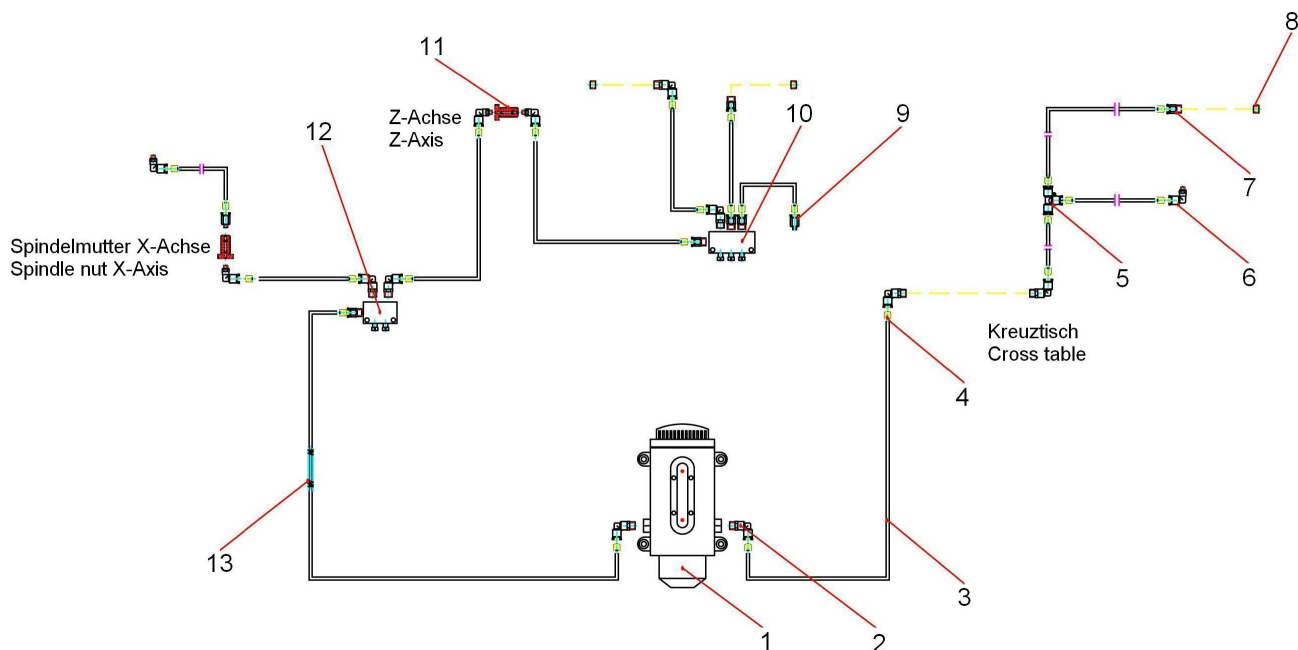 8
11
Z-Achse
Z-Axis
12
10
9
7
Spindelmutter X-Achse
Spindle nut X-Axis
5
6
Kreuztisch
Cross table
4
13
3
1
2